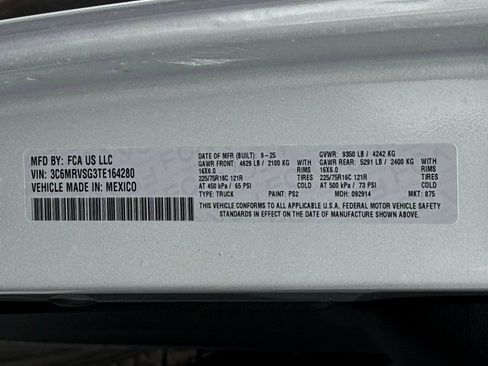 MFD BY: FCA US LLC
VIN: 3C6MRVSG3TE164280
VEHICLE MADE IN: MEXICO
DATE OF MFR (BUILT): 9-25 GVWR: 9350 LB / 4242 KG
GAWR FRONT: 4629 LB / 2100 KG GAWR REAR: 5291 LB / 2400 KG
16X6.0 RIMS 16X6.0 RIMS
225/75R16C 121R TIRES 225/75R16C 121R TIRES
AT 450 kPa / 65 PSI COLD AT 500 kPa / 73 PSI COLD
TYPE: TRUCK PAINT: PS2 MDH: 092914 MKT: 875
THIS VEHICLE CONFORMS TO ALL APPLICABLE U.S.A. FEDERAL MOTOR VEHICLE SAFETY
STANDARDS IN EFFECT ON THE DATE OF MANUFACTURE SHOWN ABOVE.